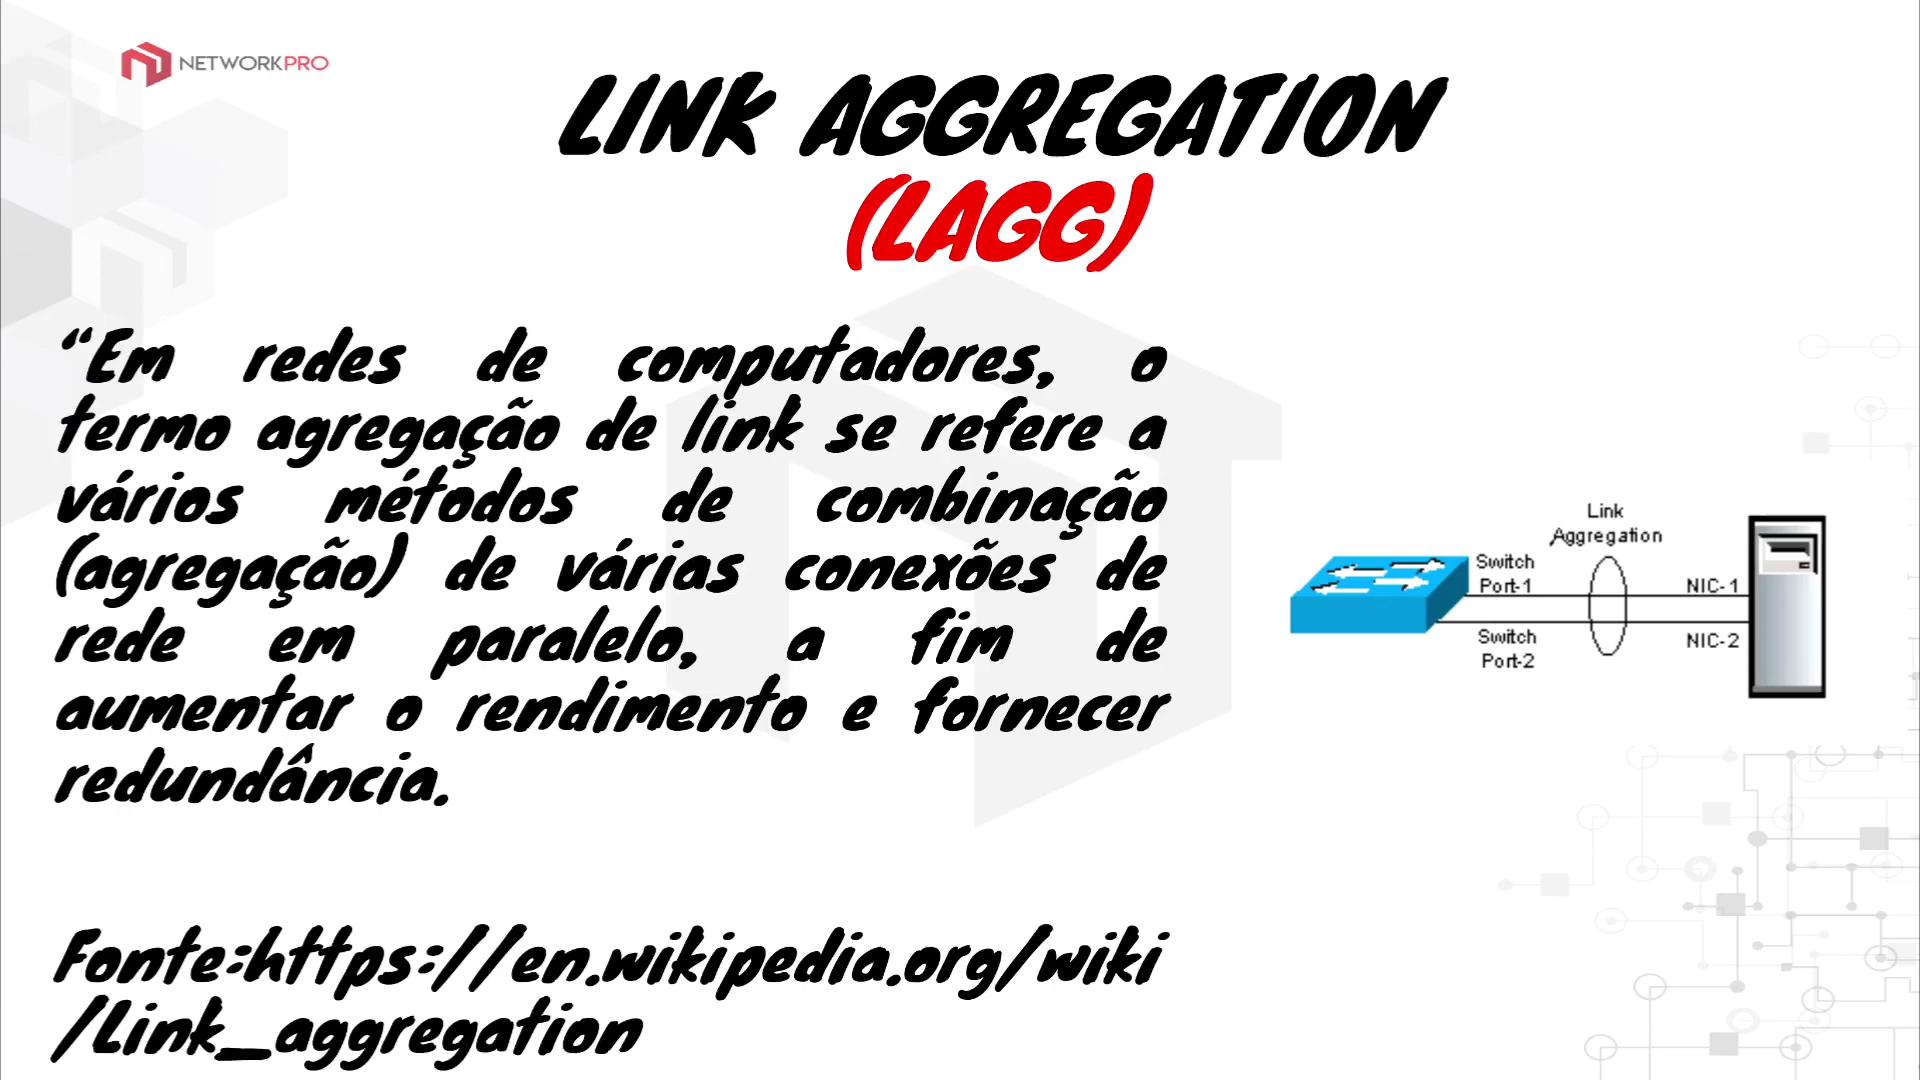 NETWORKPRO
LINK AGGREGATION
(LAGG)
“Em redes de computadores, o
termo agregação de link se refere a
vários métodos de combinação
(agregação) de várias conexões de
rede em paralelo, a fim de
aumentar o rendimento e fornecer
redundância.
Fonte:https://en.wikipedia.org/wiki
/Link_aggregation
Link
Aggregation
Switch
Port-1
NIC-1
Switch
Port-2
NIC-2